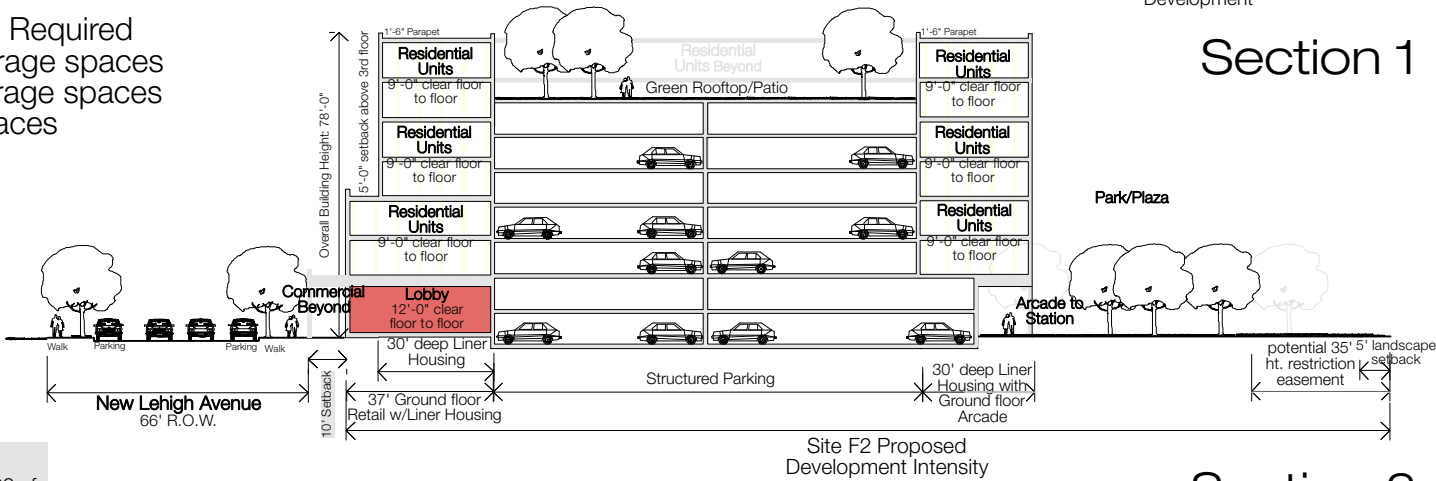 Development
Required
rage spaces
rage spaces
aces
Section 1
1'-6" Parapet
1'-6" Parapet
Residential
Units
9'-0" clear floor
to floor
Residential
Units Beyond
Green Rooftop/Patio
Residential
Units
9'-0" clear floor
to floor
Overall Building Height: 78'-0"
5'-0" setback above 3rd floor
Residential
Units
9'-0" clear floor
to floor
Residential
Units
9'-0" clear floor
to floor
Park/Plaza
Residential
Units
9'-0" clear floor
to floor
Residential
Units
9'-0" clear floor
to floor
Commercial
Beyond
Lobby
12'-0" clear
floor to floor
Arcade to
Station
Walk
Parking
Parking
Walk
30' deep Liner
Housing
Structured Parking
30' deep Liner
Housing with
Ground floor
Arcade
potential 35'
ht. restriction
easement
5' landscape
setback
New Lehigh Avenue
66' R.O.W.
10' Setback
37' Ground floor
Retail w/Liner Housing
Site F2 Proposed
Development Intensity